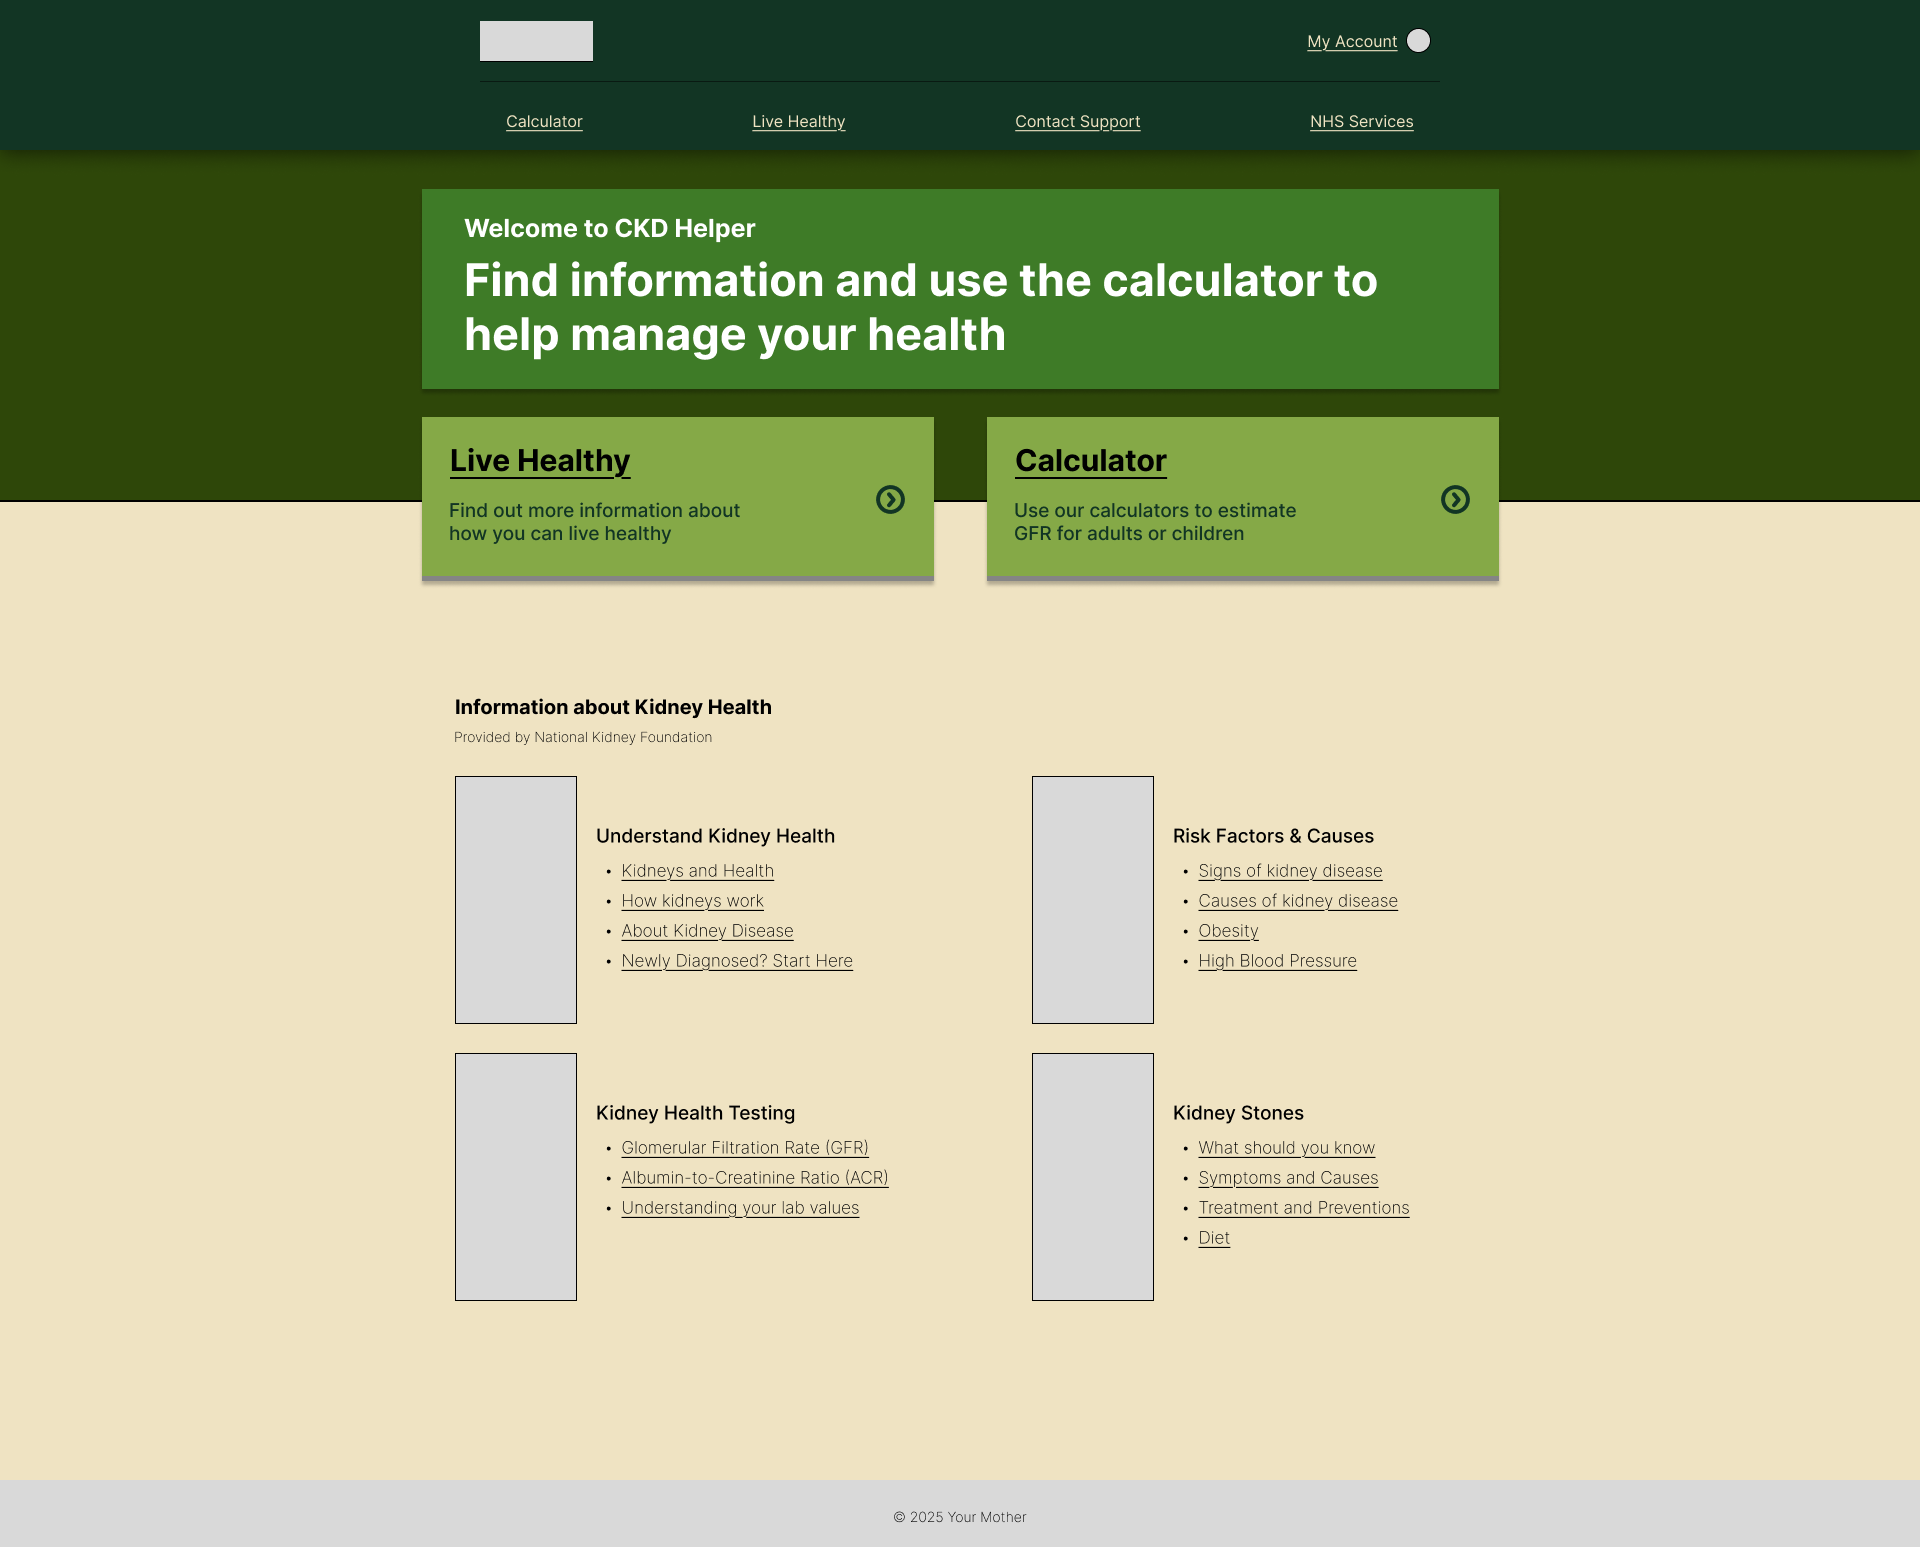 My Account
Calculator
Live Healthy
Contact Support
NHS Services
Welcome to CKD Helper
Find information and use the calculator to
help manage your health
Live Healthy
Find out more information about
how you can live healthy
Calculator
Use our calculators to estimate
GFR for adults or children
Information about Kidney Health
Provided by National Kidney Foundation
Understand Kidney Health
• Kidneys and Health
• How kidneys work
• About Kidney Disease
• Newly Diagnosed? Start Here
Risk Factors & Causes
• Signs of kidney disease
• Causes of kidney disease
• Obesity
• High Blood Pressure
Kidney Health Testing
• Glomerular Filtration Rate (GFR)
• Albumin-to-Creatinine Ratio (ACR)
• Understanding your lab values
Kidney Stones
• What should you know
• Symptoms and Causes
• Treatment and Preventions
• Diet
© 2025 Your Mother